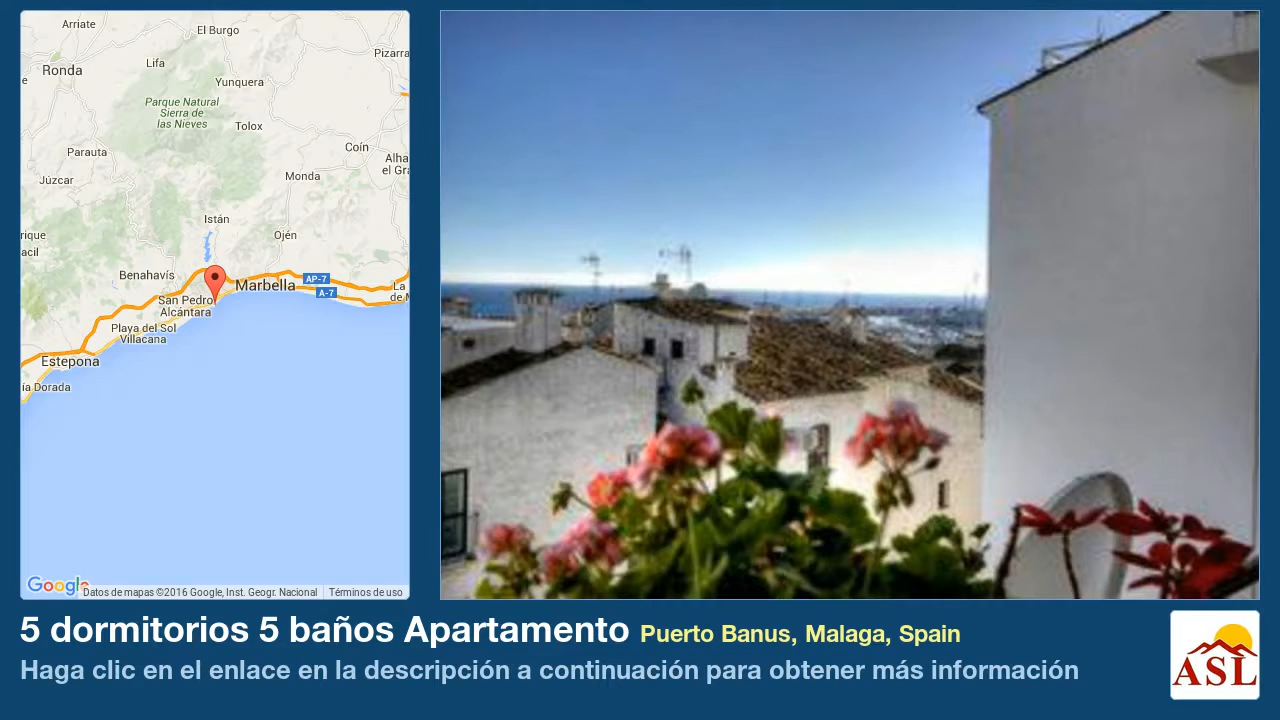 Arriate
El Burgo
Pizarra
Ronda
Lifa
e
Yunquera
Parque Natural
Sierra de
las Nieves
Tolox
Coín
Parauta
Alha
el Gra
Monda
Júzcar
Istán
rique
Ojén
acil
Benahavís
AP-7
Marbella
La
de M
A-7
San Pedro
Alcántara
Playa del Sol
Villacana
Estepona
ía Dorada
Google
Datos de mapas ©2016 Google, Inst. Geogr. Nacional
Términos de uso
5 dormitorios 5 baños Apartamento Puerto Banus, Malaga, Spain
Haga clic en el enlace en la descripción a continuación para obtener más información
ASL